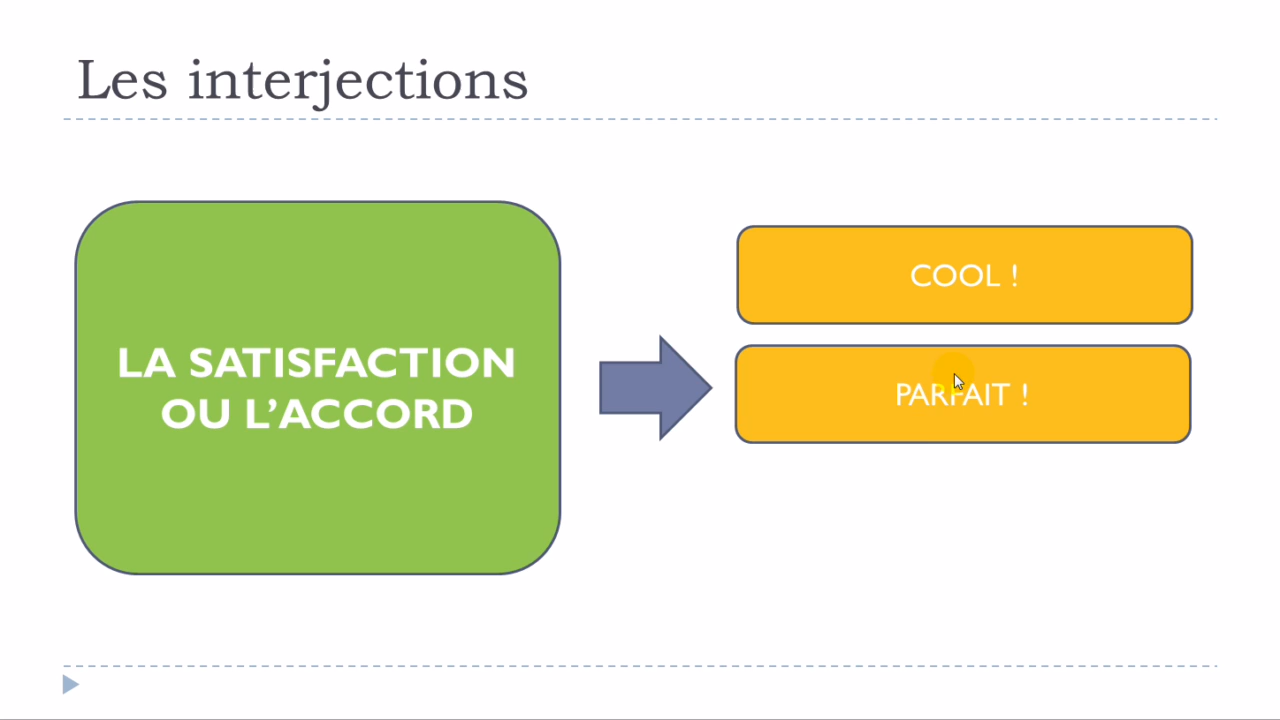 Les interjections
LA SATISFACTION
OU L’ACCORD
COOL !
PARFAIT !